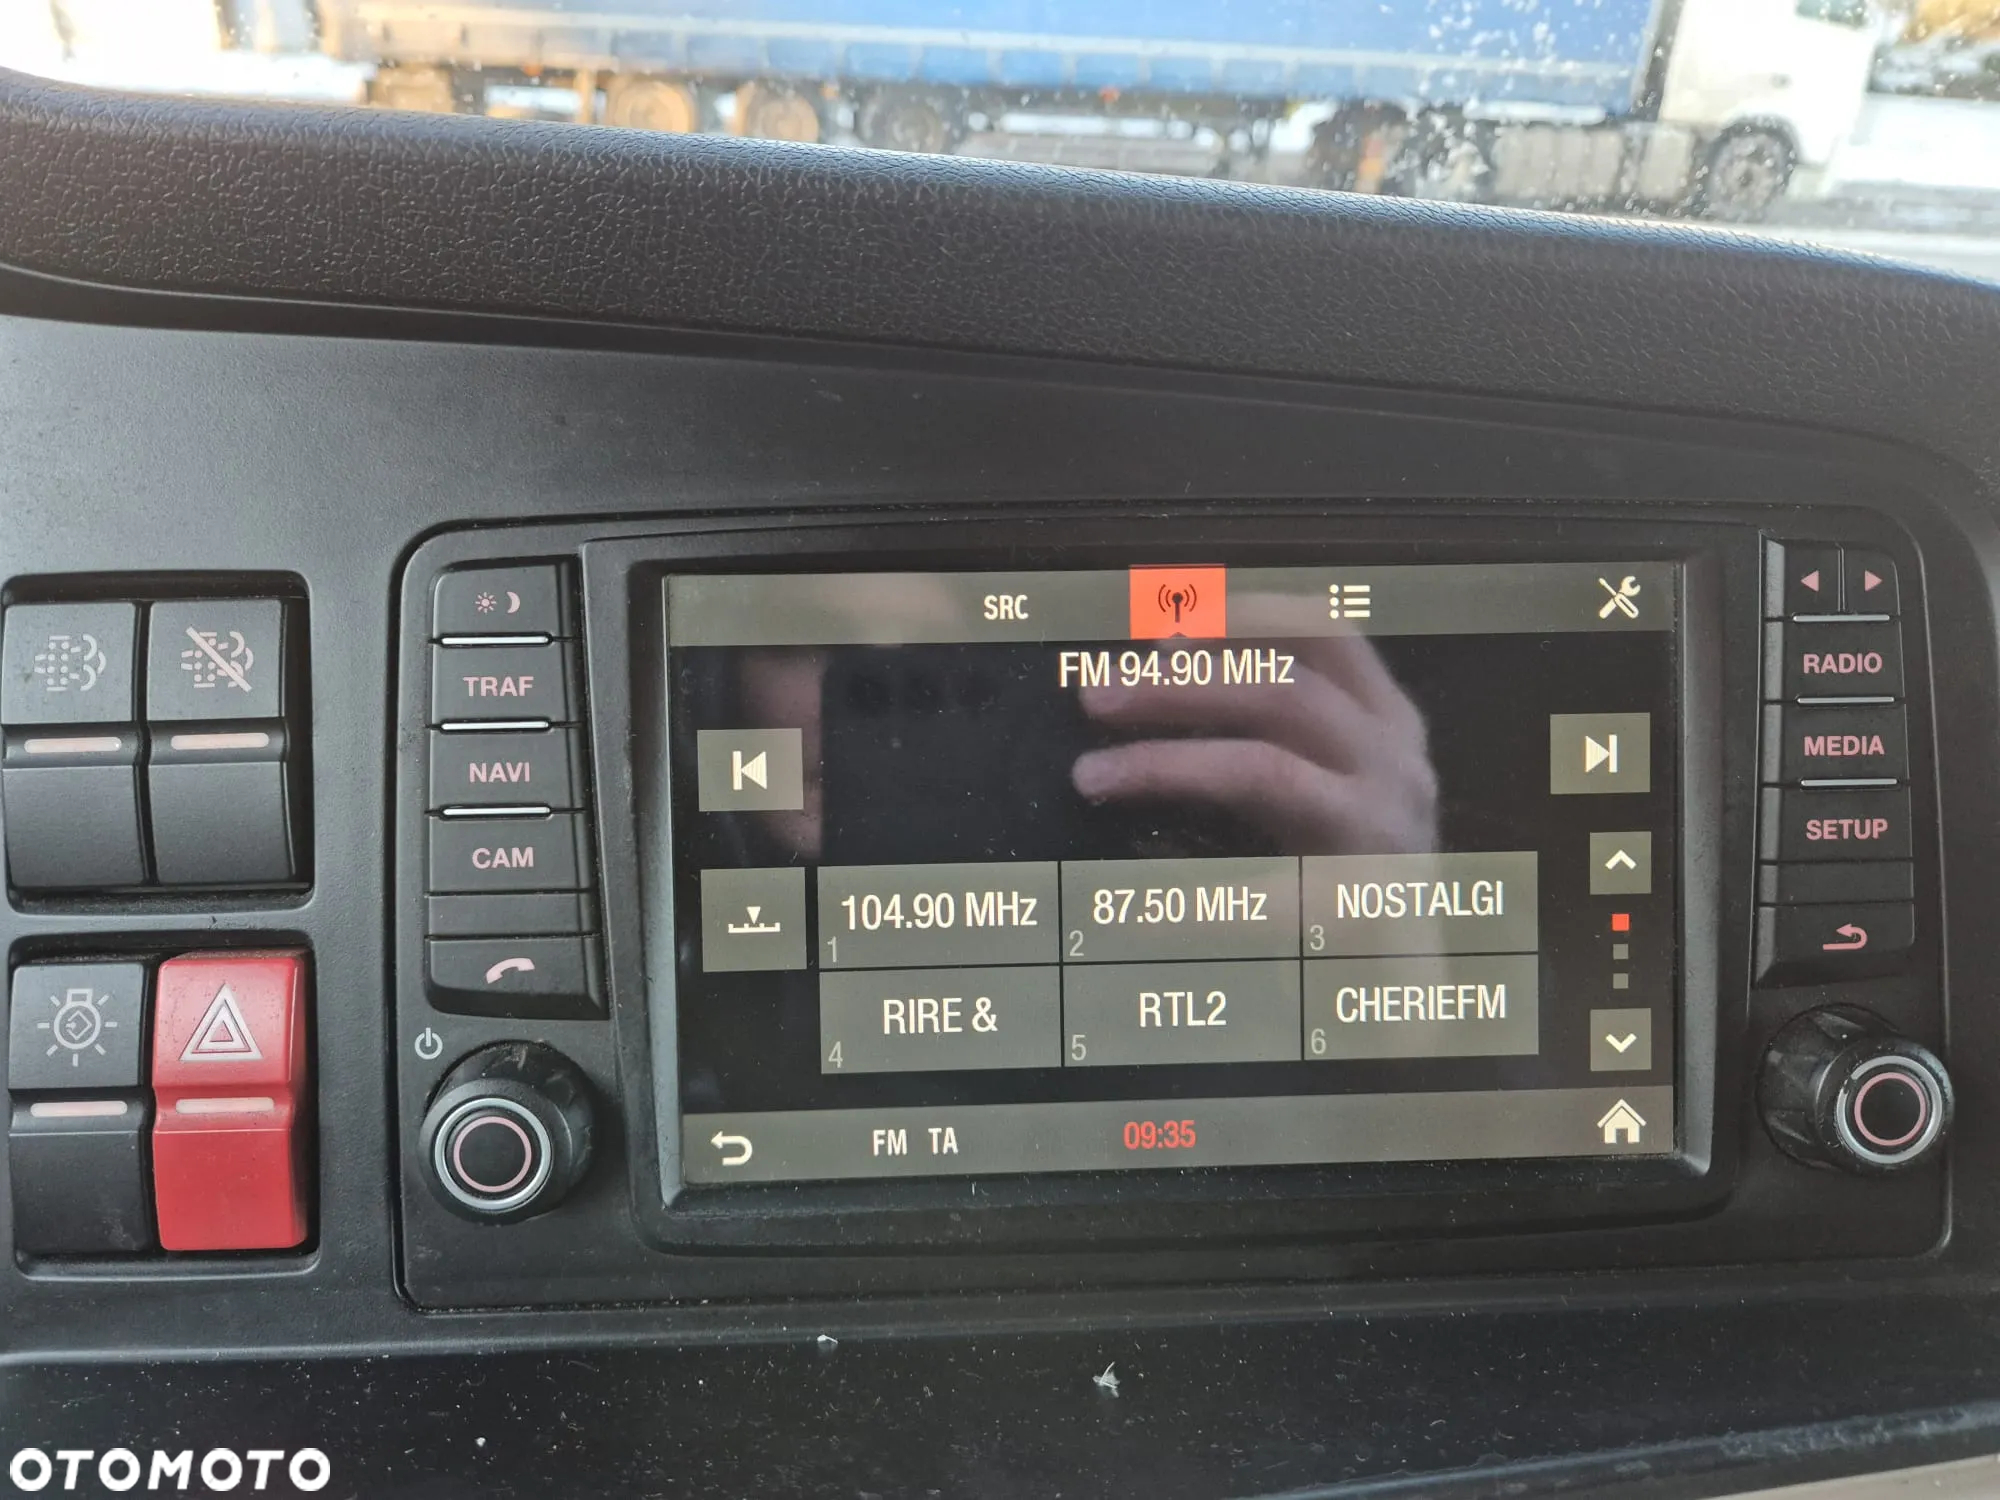 SRC
FM 94.90 MHz
TRAF
NAVI
CAM
RADIO
MEDIA
SETUP
104.90 MHz
1
87.50 MHz
2
NOSTALGI
3
RIRE &
4
RTL2
5
CHERIEFM
6
FM TA
09:35
OTOMOTO